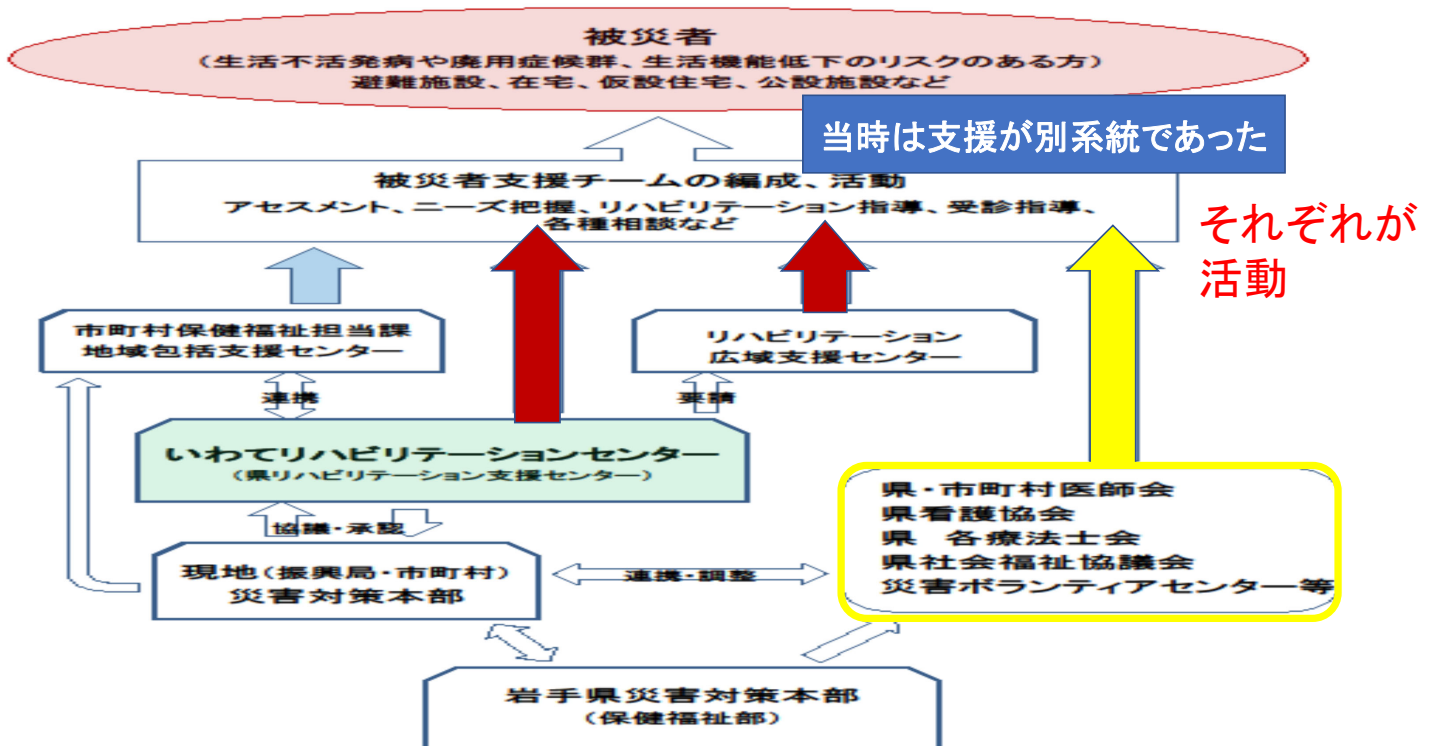 被災者
(生活不活発病や廃用症候群、生活機能低下のリスクのある方)
避難施設、在宅、仮設住宅、公設施設など
当時は支援が別系統であった
被災者支援チームの編成、活動
アセスメント、ニーズ把握、リハビリテーション指導、受診指導、
各種相談など
それぞれが
活動
市町村保健福祉担当課
地域包括支援センター
リハビリテーション
広域支援センター
連携
要請
いわてリハビリテーションセンター
(県リハビリテーション支援センター)
県・市町村医師会
県看護協会
県 各療法士会
県社会福祉協議会
災害ボランティアセンター等
協議・承認
現地(振興局・市町村)
災害対策本部
連携・調整
岩手県災害対策本部
(保健福祉部)